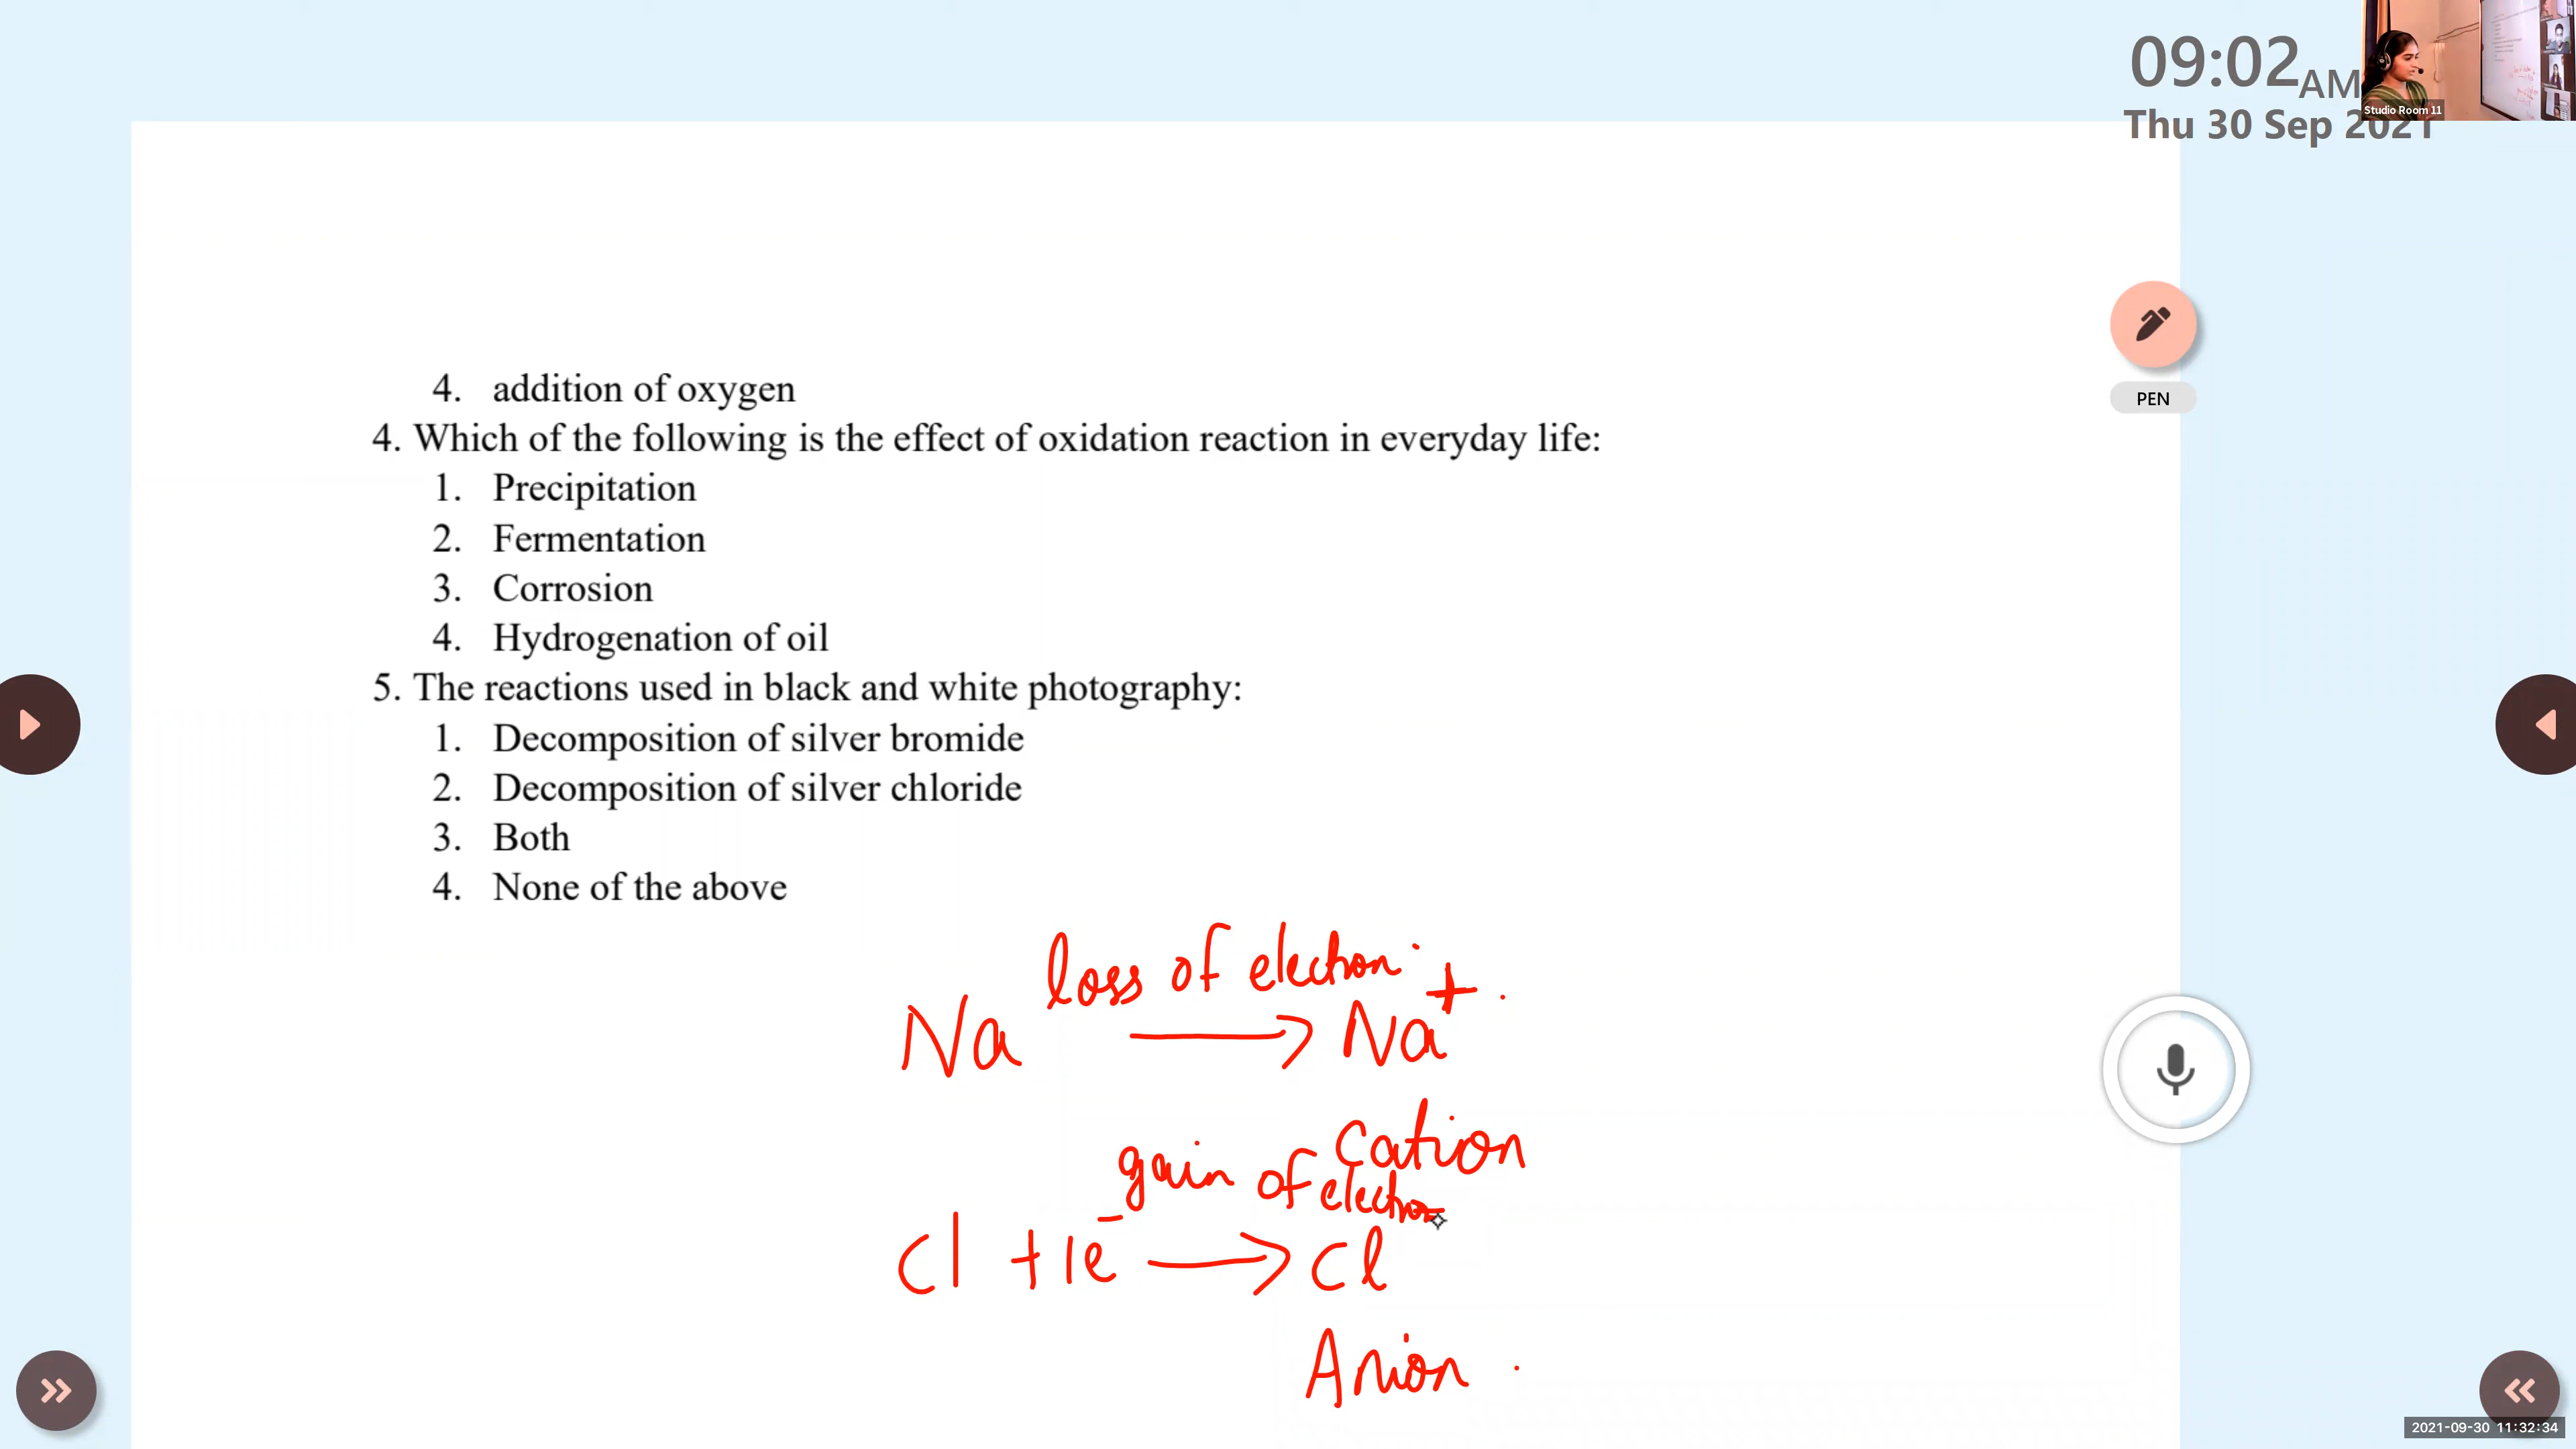 09:02 AM
Studio Room 11
Thu 30 Sep 2021
PEN
4. addition of oxygen
4. Which of the following is the effect of oxidation reaction in everyday life:
1. Precipitation
2. Fermentation
3. Corrosion
4. Hydrogenation of oil
5. The reactions used in black and white photography:
1. Decomposition of silver bromide
2. Decomposition of silver chloride
3. Both
4. None of the above
loss of electron
Na → Na+
Cation
gain of electron
Cl + 1e- → Cl-
Anion
2021-09-30 11:32:34